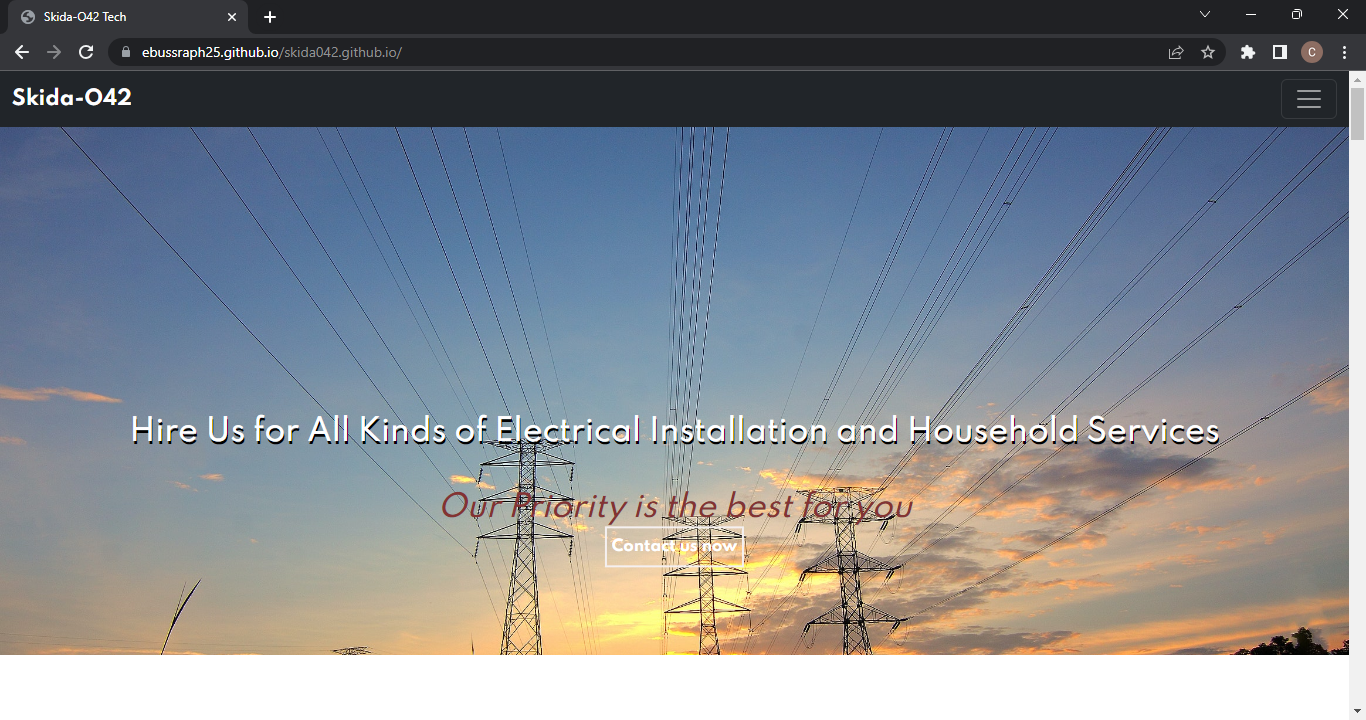 Skida-O42 Tech
ebussraph25.github.io/skida042.github.io/
C
Skida-O42
Hire Us for All Kinds of Electrical Installation and Household Services
Our Priority is the best for you
Contact us now